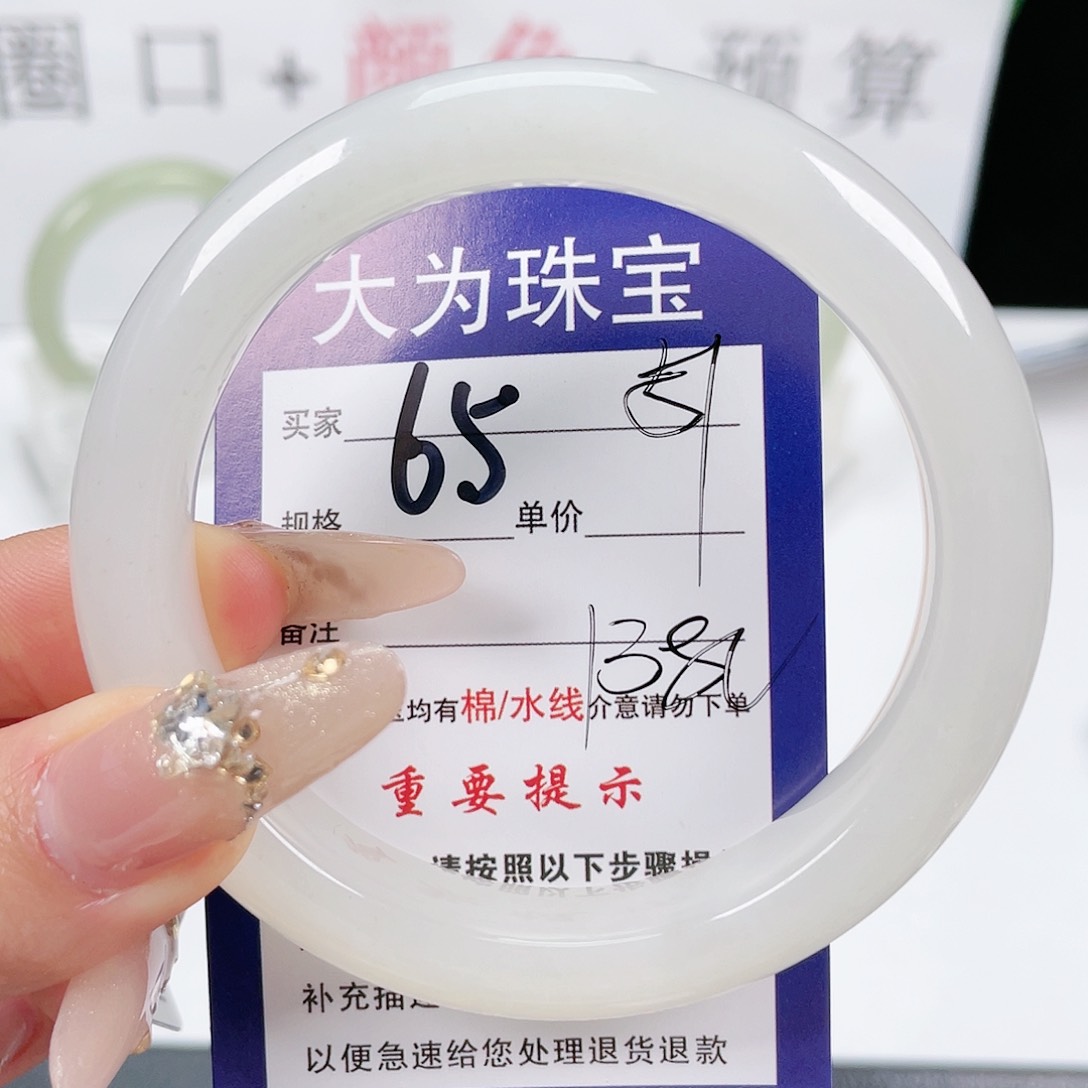 圈口+颜色+预算
大为珠宝
买家
65
规格 单价
备注
138
均有棉/水线介意请勿下单
重要提示
请按照以下步骤操
补充描述
以便急速给您处理退货退款